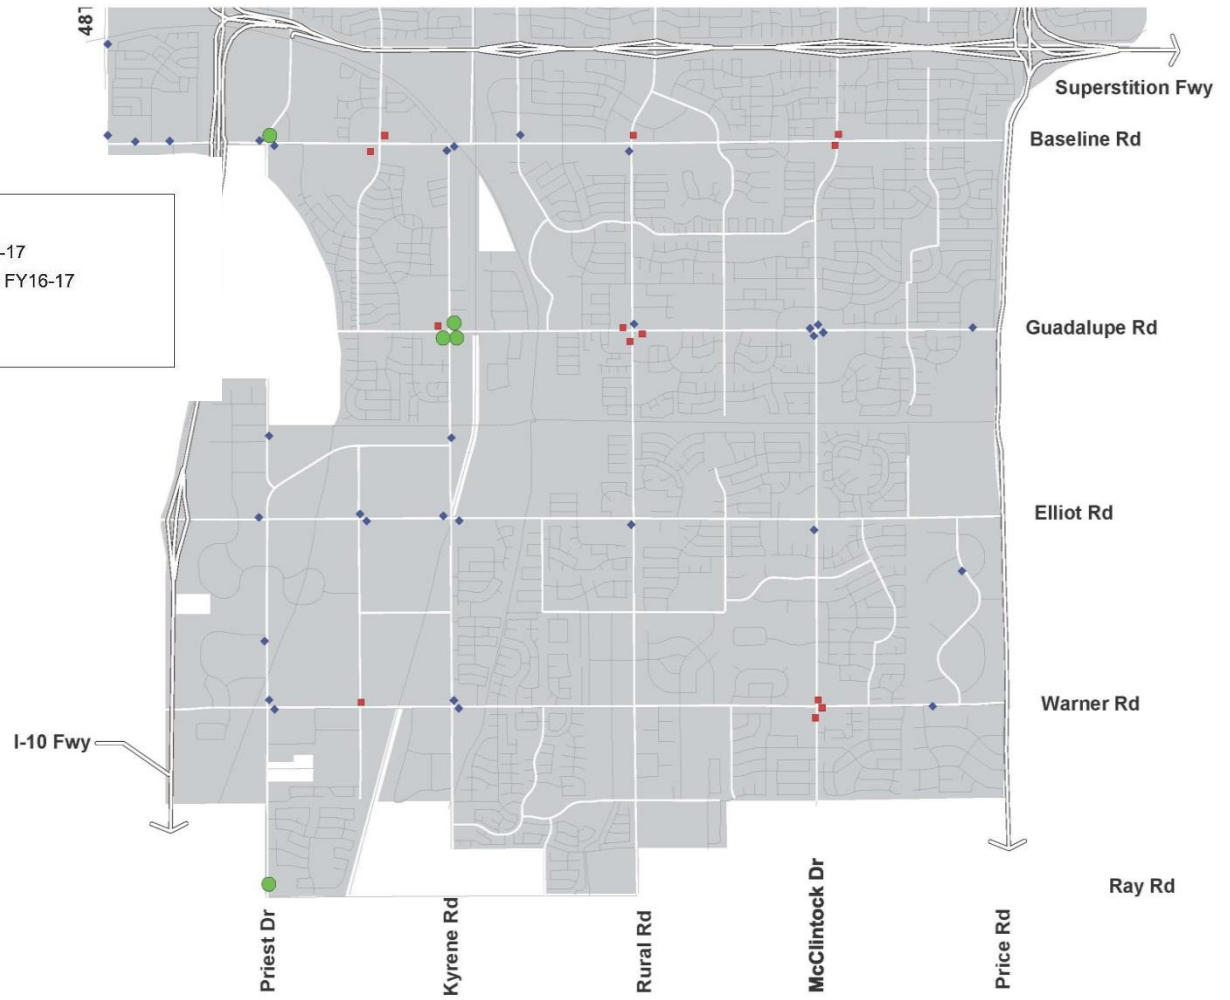 48
Superstition Fwy
Baseline Rd
-17
FY16-17
Guadalupe Rd
Elliot Rd
Warner Rd
I-10 Fwy
Ray Rd
Priest Dr
Kyrene Rd
Rural Rd
McClintock Dr
Price Rd